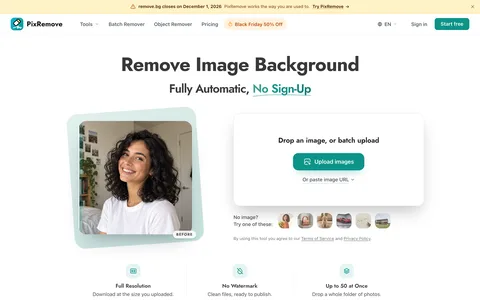 remove.bg closes on December 1, 2026 PixRemove works the way you are used to. Try PixRemove →
PixRemove
Tools
Batch Remover
Object Remover
Pricing
Black Friday 50% Off
EN
Sign in
Start free
Remove Image Background
Fully Automatic, No Sign-Up
BEFORE
Drop an image, or batch upload
Upload images
Or paste image URL
No image?
Try one of these:
By using this tool you agree to our Terms of Service and Privacy Policy
Full Resolution
Download at the size you uploaded.
No Watermark
Clean files, ready to publish.
Up to 50 at Once
Drop a whole folder of photos.